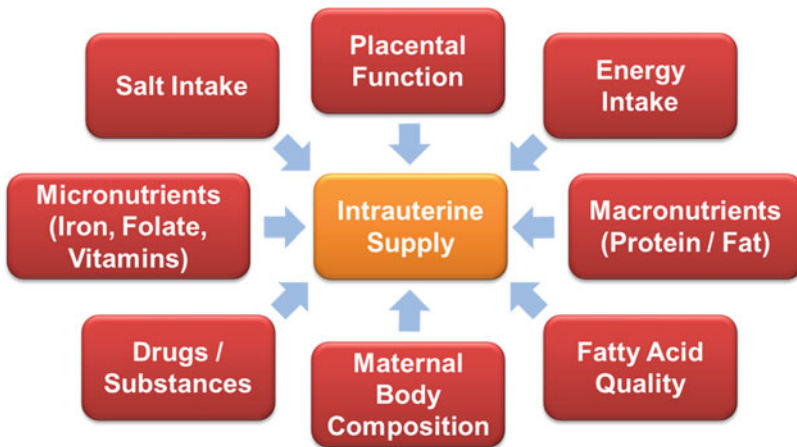 Placental
Function
Salt Intake
Energy
Intake
Micronutrients
(Iron, Folate,
Vitamins)
Intrauterine
Supply
Macronutrients
(Protein / Fat)
Drugs /
Substances
Maternal
Body
Composition
Fatty Acid
Quality